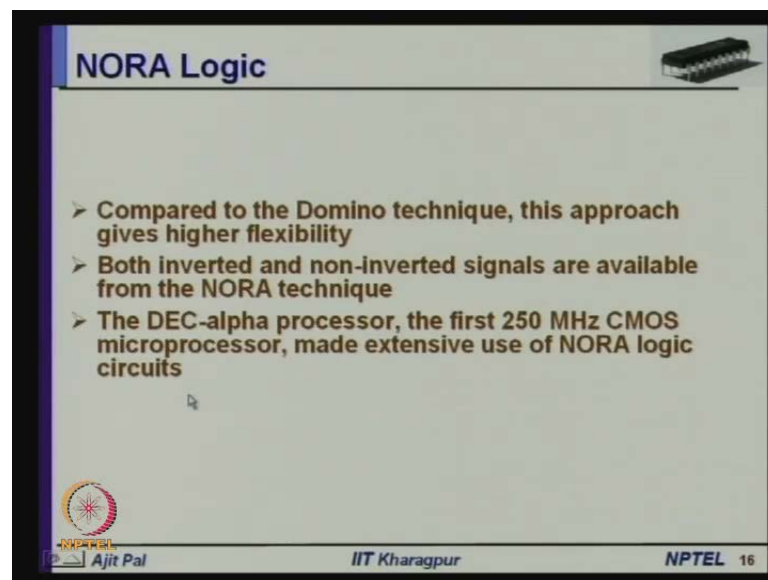 NORA Logic
➢ Compared to the Domino technique, this approach
gives higher flexibility
➢ Both inverted and non-inverted signals are available
from the NORA technique
➢ The DEC-alpha processor, the first 250 MHz CMOS
microprocessor, made extensive use of NORA logic
circuits
NPTEL
Ajit Pal
IIT Kharagpur
NPTEL 16